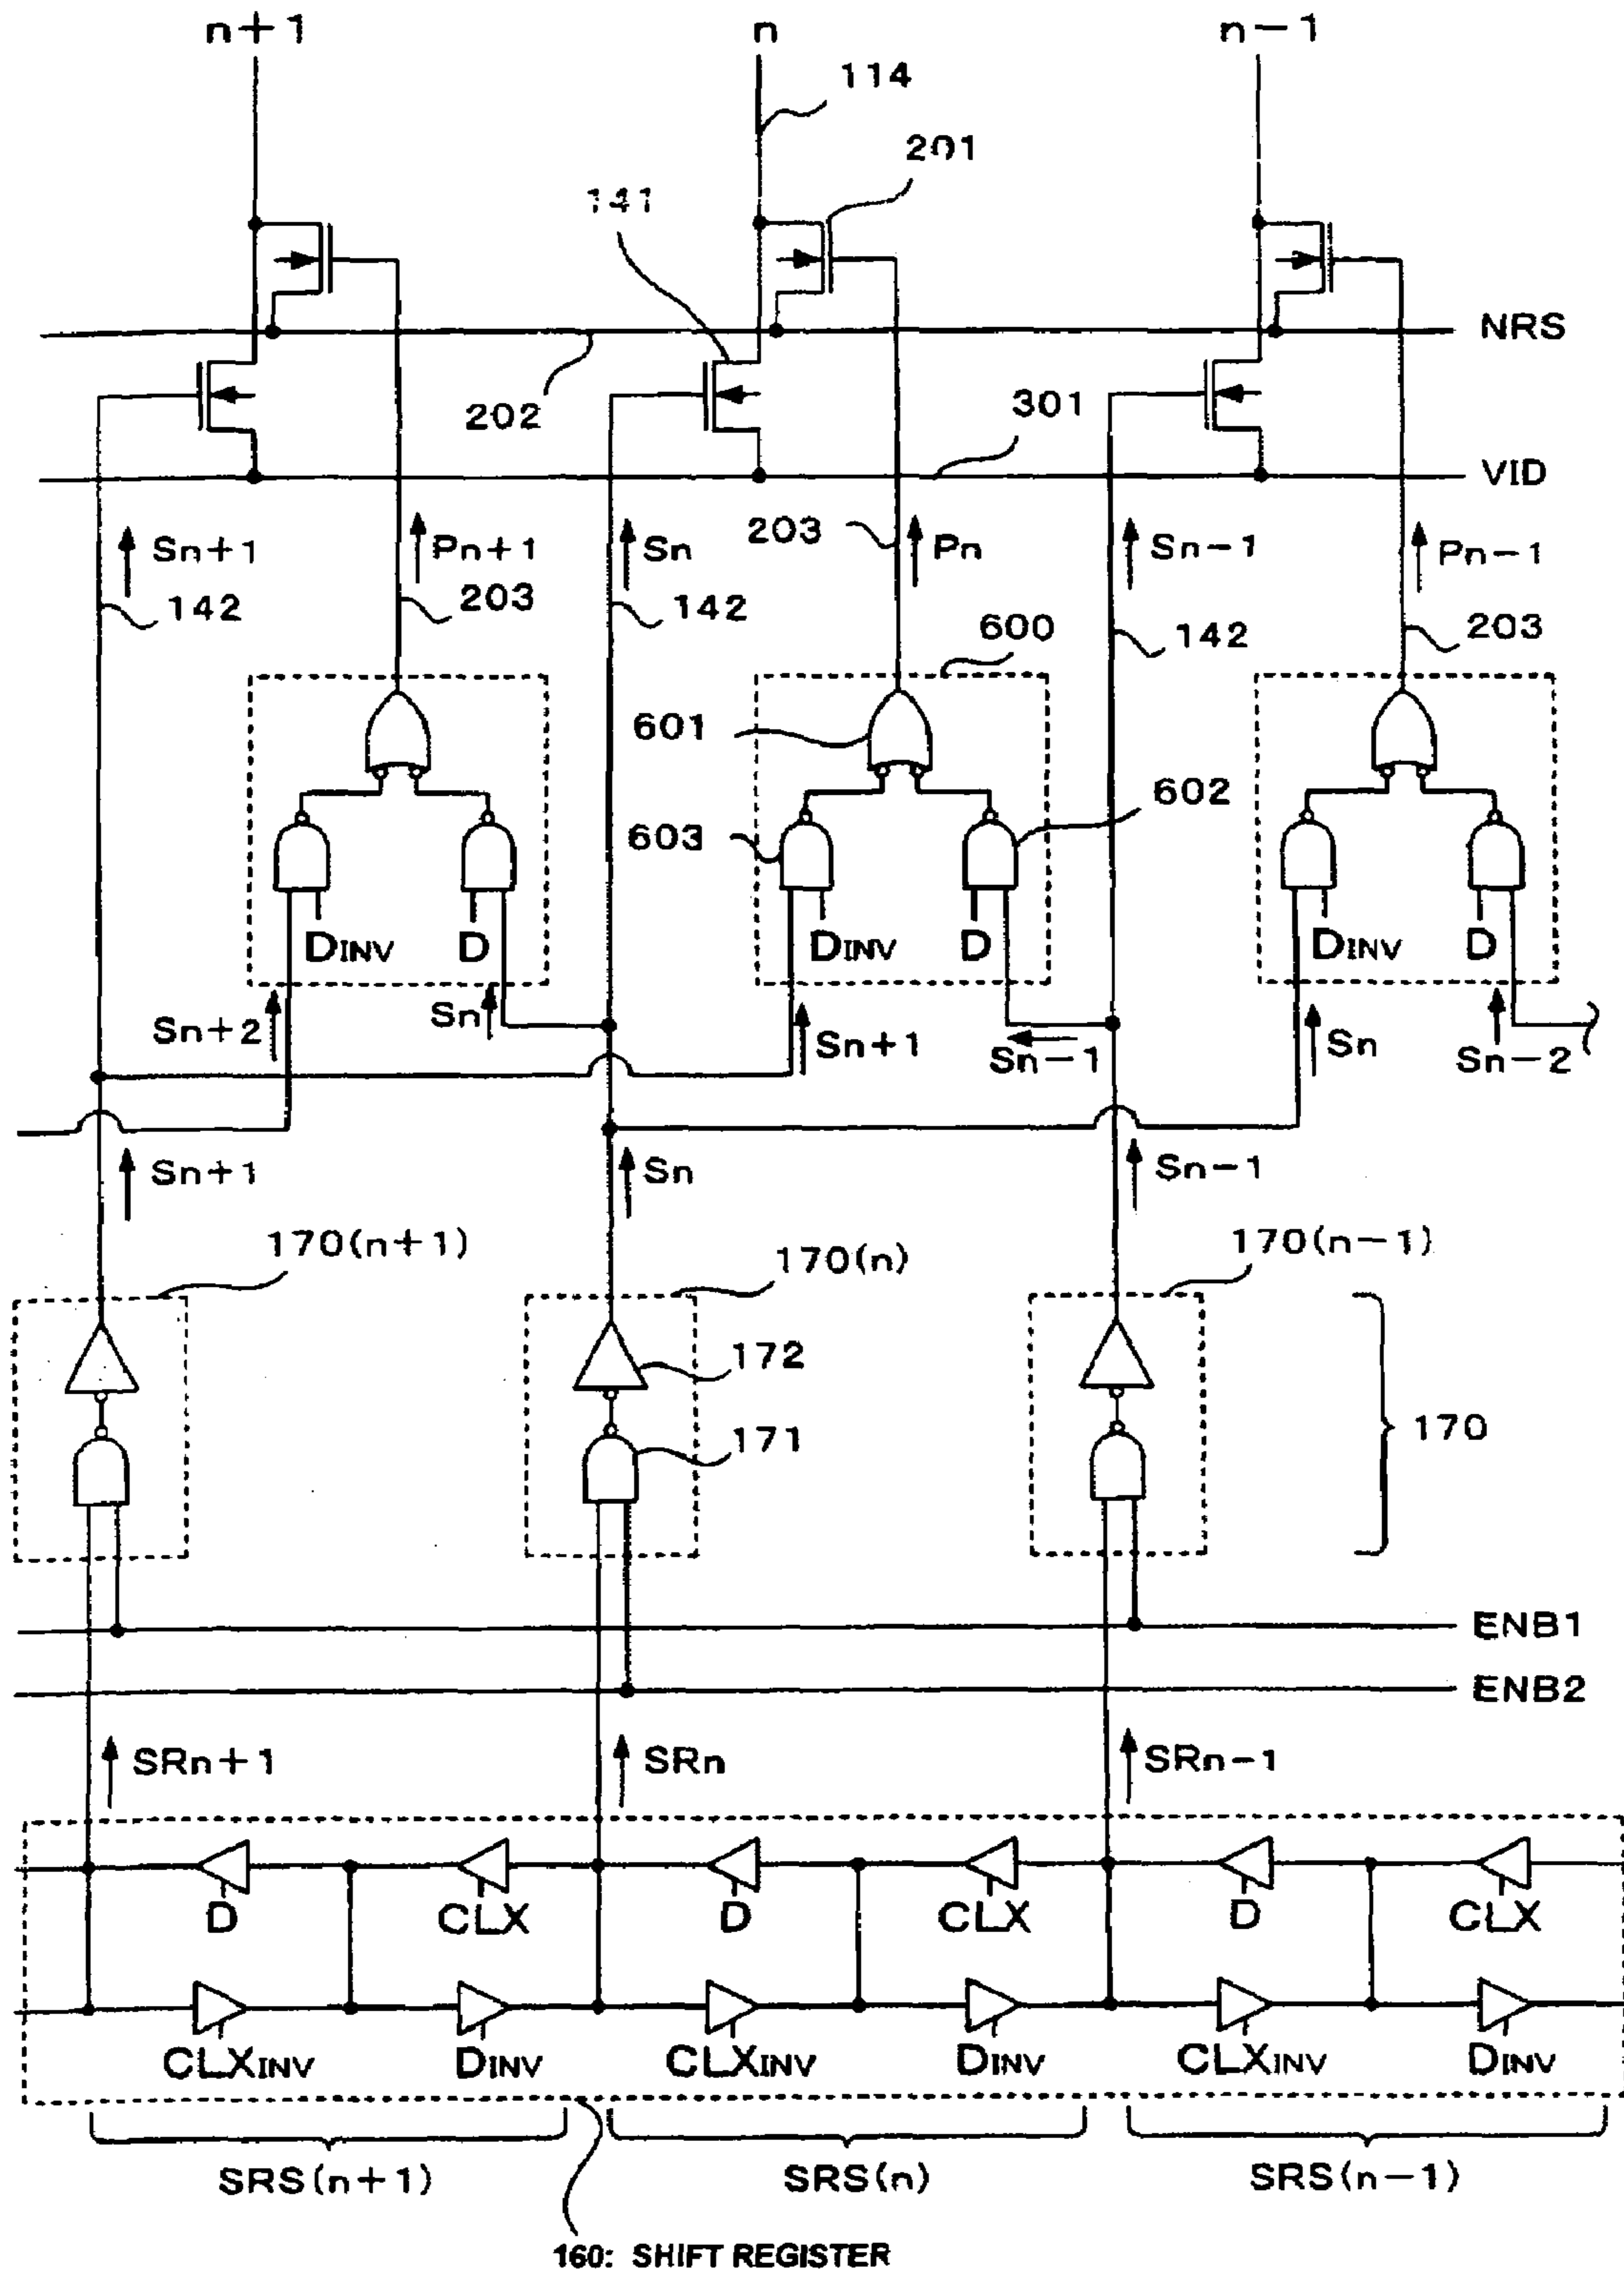 n+1 n n-1
114
201
141
NRS
202 301
VID
Sn+1 Pn+1 Sn 203 Pn Sn-1 Pn-1
142 203 142 600 142 203
601
602
603
DINV D DINV D DINV D
Sn+2 Sn Sn+1 Sn-1 Sn Sn-2
Sn+1 Sn Sn-1
170(n+1) 170(n) 170(n-1)
172
171 170
ENB1
ENB2
SRn+1 SRn SRn-1
D CLX D CLX D CLX
CLXINV DINV CLXINV DINV CLXINV DINV
SRS(n+1) SRS(n) SRS(n-1)
160: SHIFT REGISTER